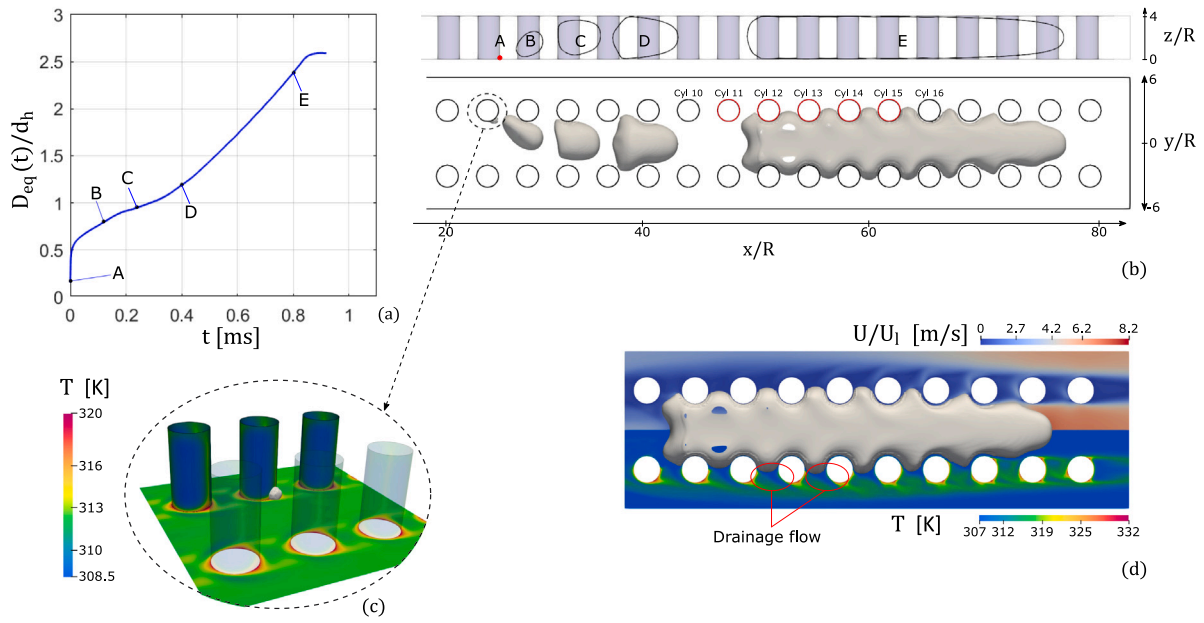 3
2.5
2
1.5
1
0.5
0
D_eq (t)/d_h
A
B
C
D
E
0
0.2
0.4
0.6
0.8
1
t [ms]
(a)
A
B
C
D
E
4
0
z/R
Cyl 10
Cyl 11
Cyl 12
Cyl 13
Cyl 14
Cyl 15
Cyl 16
6
0
-6
y/R
20
40
60
80
x/R
(b)
T [K]
320
316
313
310
308.5
(c)
U/U_l [m/s]
0
2.7
4.2
6.2
8.2
Drainage flow
T [K]
307
312
319
325
332
(d)